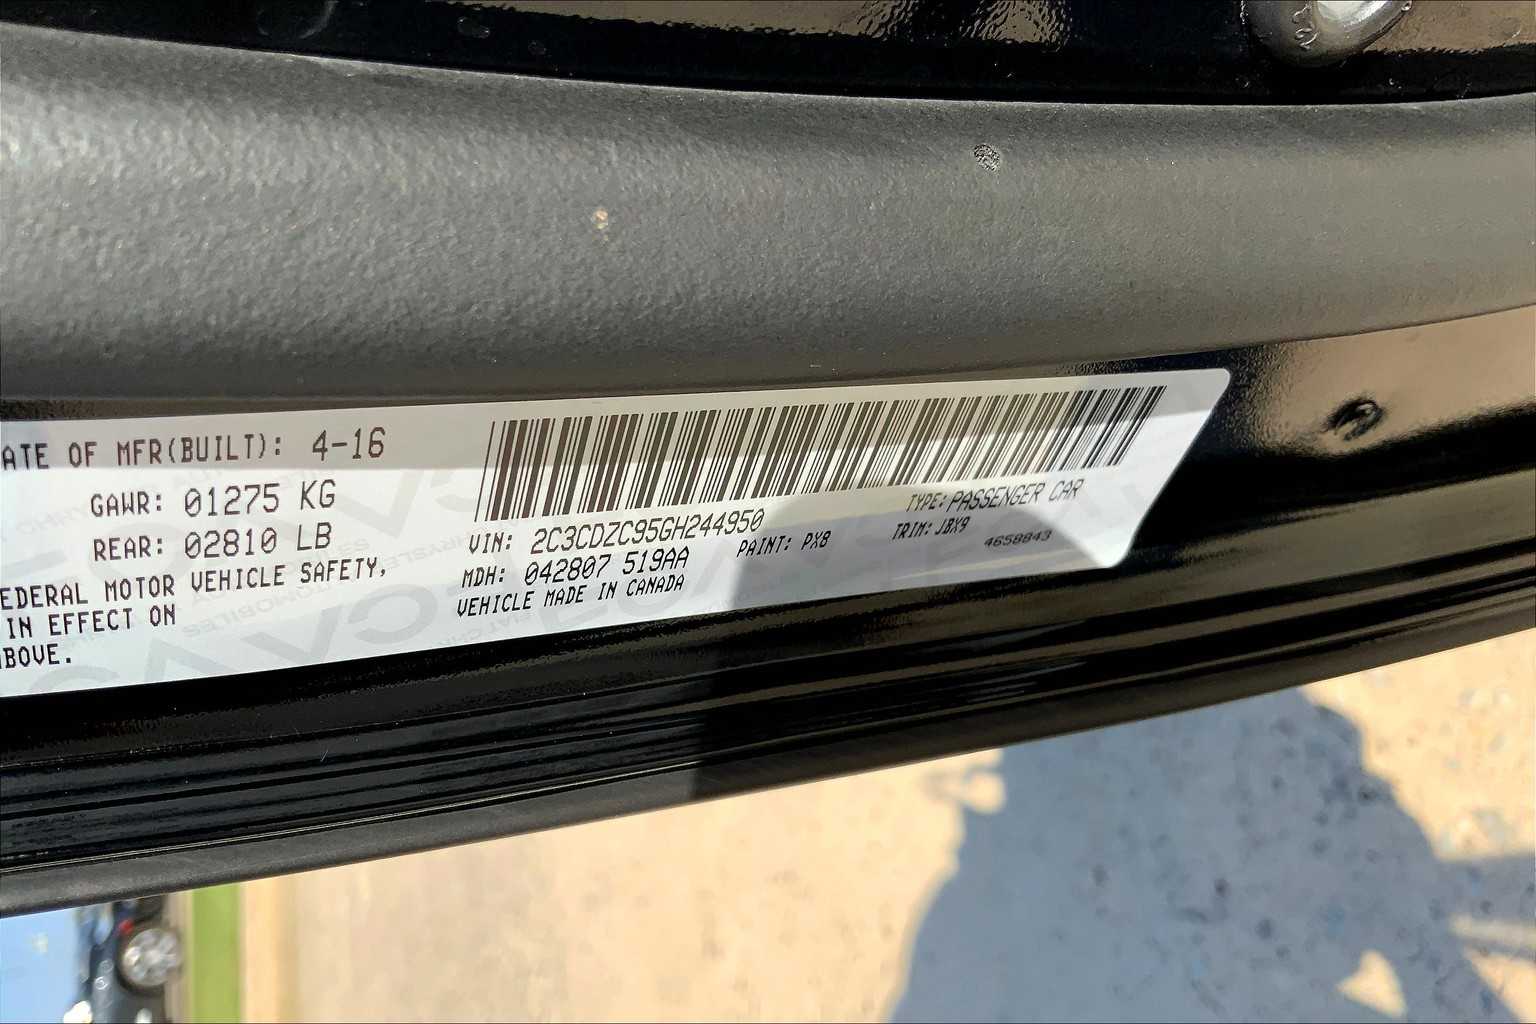 ATE OF MFR(BUILT): 4-16
GAWR: 01275 KG
REAR: 02810 LB
EDERAL MOTOR VEHICLE SAFETY,
IN EFFECT ON
BOVE.
VIN: 2C3CDZC95GH244950
TYPE: PASSENGER CAR
MDH: 042807 519AA
PAINT: PX8
TRIM: JBX9
4658843
VEHICLE MADE IN CANADA